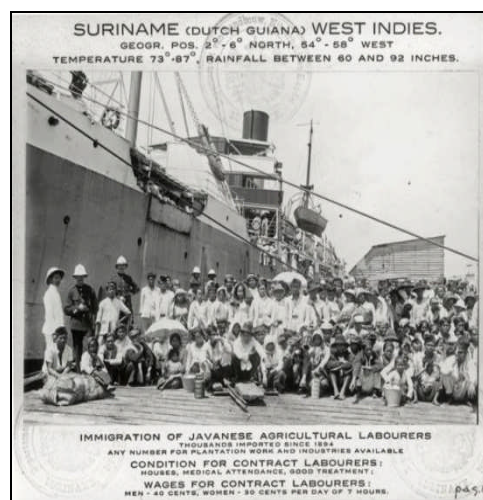 SURINAME (DUTCH GUIANA) WEST INDIES.
GEOGR. POS. 2°-6° NORTH, 54°-58° WEST
TEMPERATURE 73°-87°, RAINFALL BETWEEN 60 AND 92 INCHES.
IMMIGRATION OF JAVANESE AGRICULTURAL LABOURERS
THOUSANDS IMPORTED SINCE 1894
ANY NUMBER FOR PLANTATION WORK AND INDUSTRIES AVAILABLE
CONDITION FOR CONTRACT LABOURERS:
HOUSES, MEDICAL ATTENDANCE, GOOD TREATMENT;
WAGES FOR CONTRACT LABOURERS:
MEN - 40 CENTS, WOMEN - 30 CENTS PER DAY OF 7 HOURS.